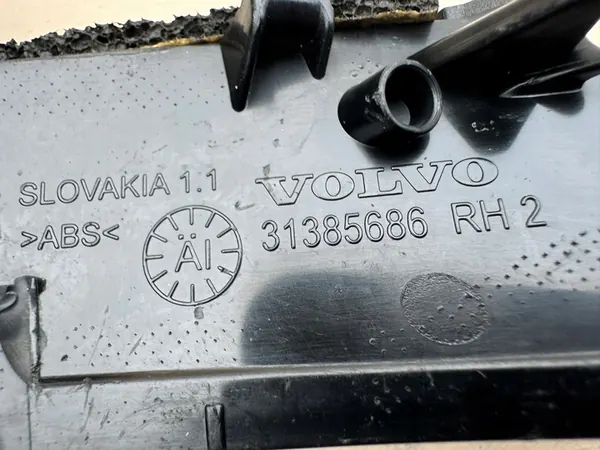 SLOVAKIA 1.1
VOLVO
>ABS<
ÄI
31385686 RH 2